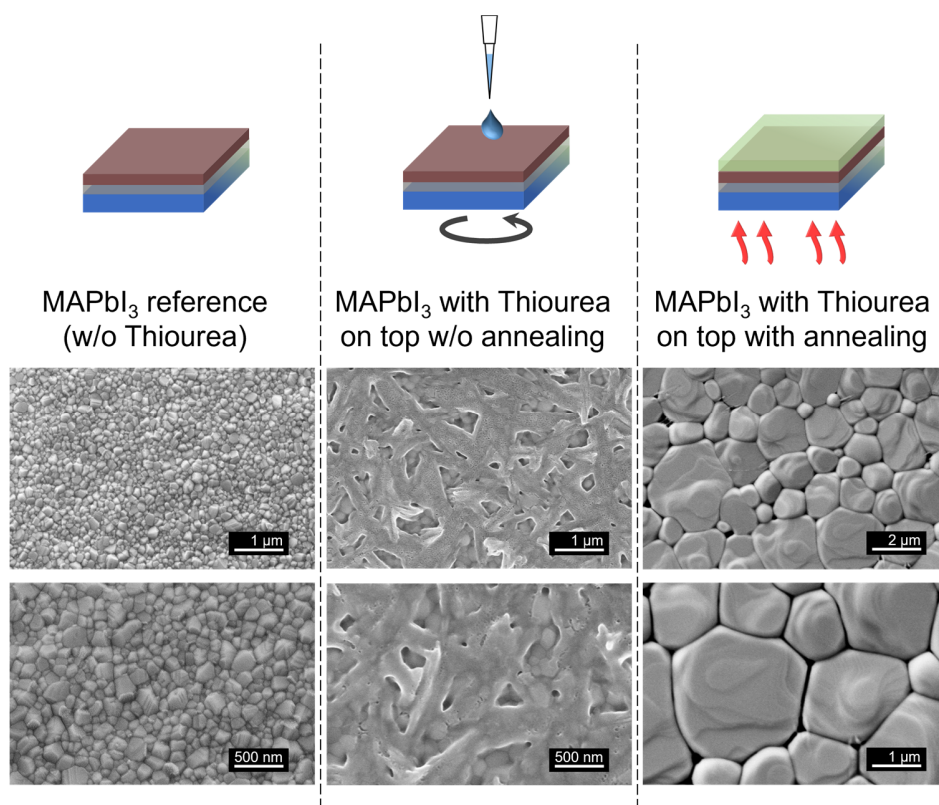 MAPbI₃ reference
(w/o Thiourea)
MAPbI₃ with Thiourea
on top w/o annealing
MAPbI₃ with Thiourea
on top with annealing
1 µm
1 µm
2 µm
500 nm
500 nm
1 µm